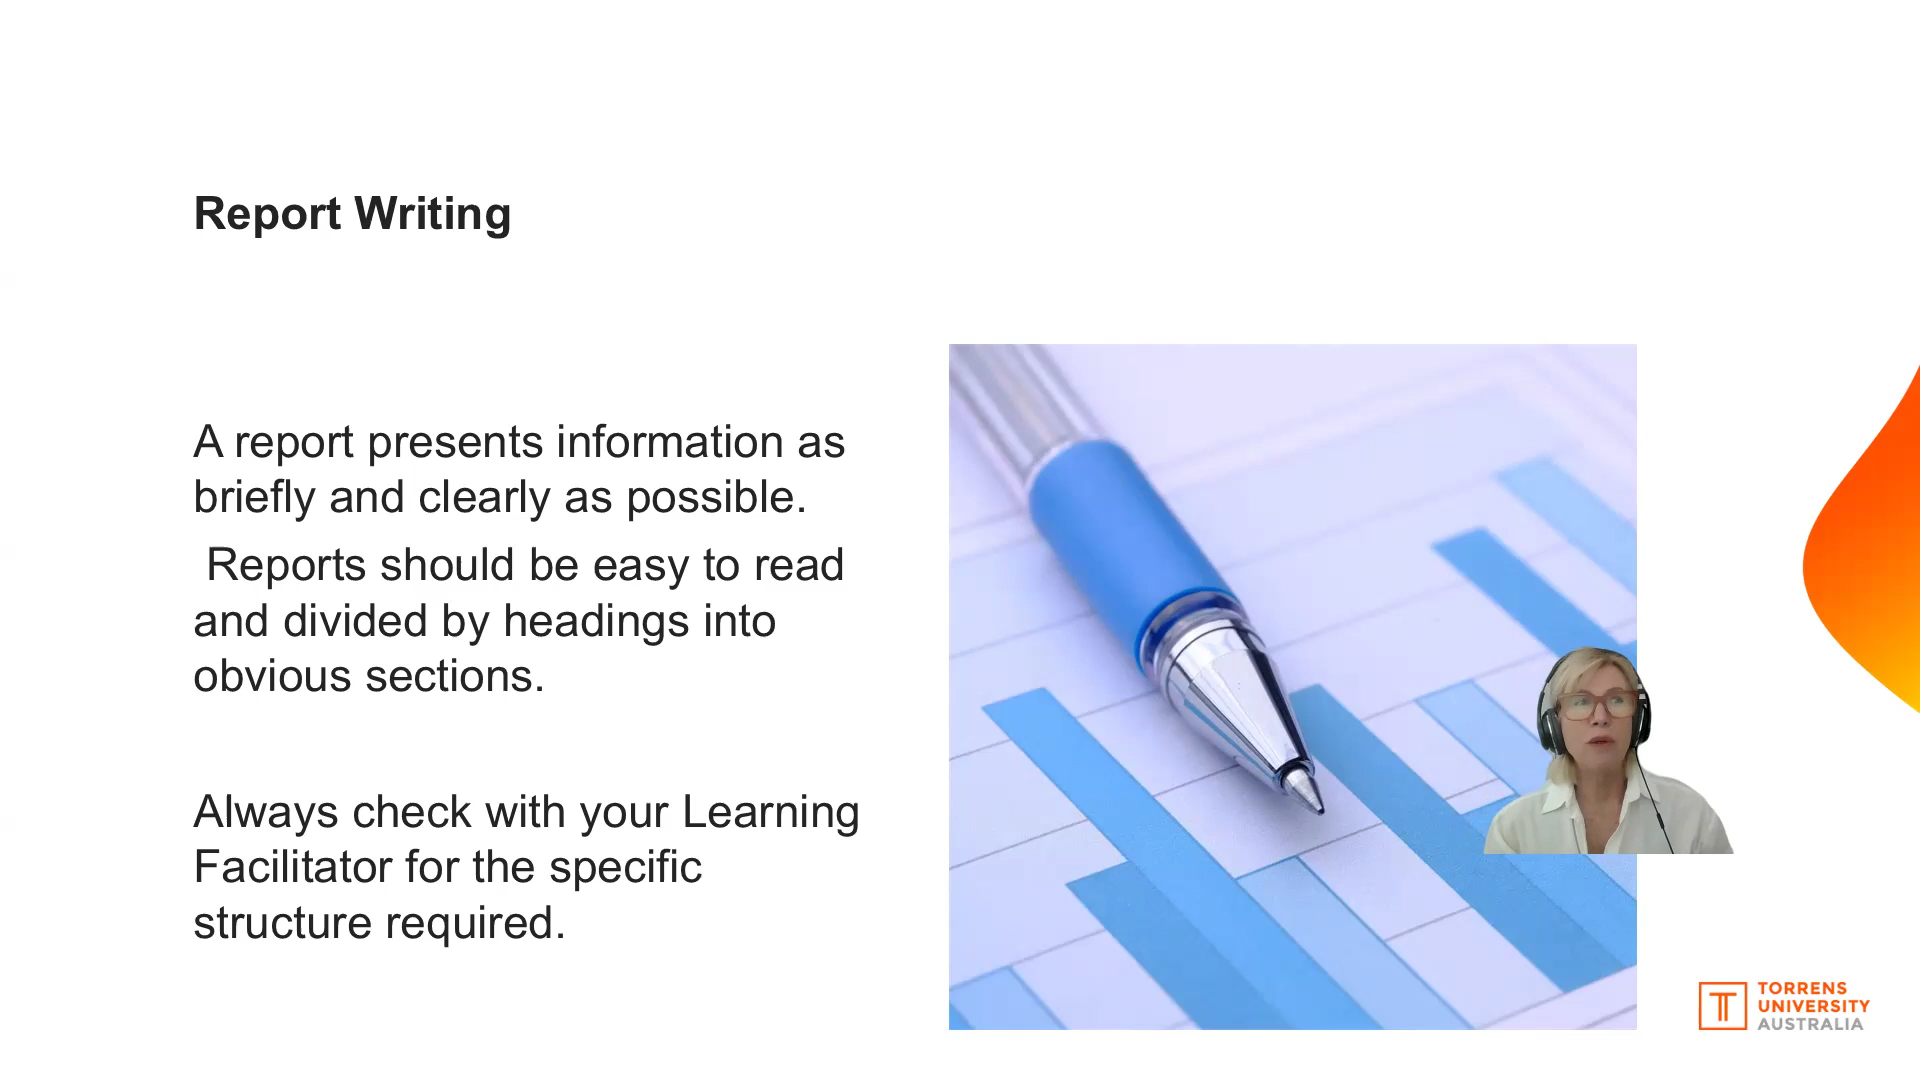 Report Writing
A report presents information as
briefly and clearly as possible.
Reports should be easy to read
and divided by headings into
obvious sections.
Always check with your Learning
Facilitator for the specific
structure required.
TORRENS
UNIVERSITY
AUSTRALIA